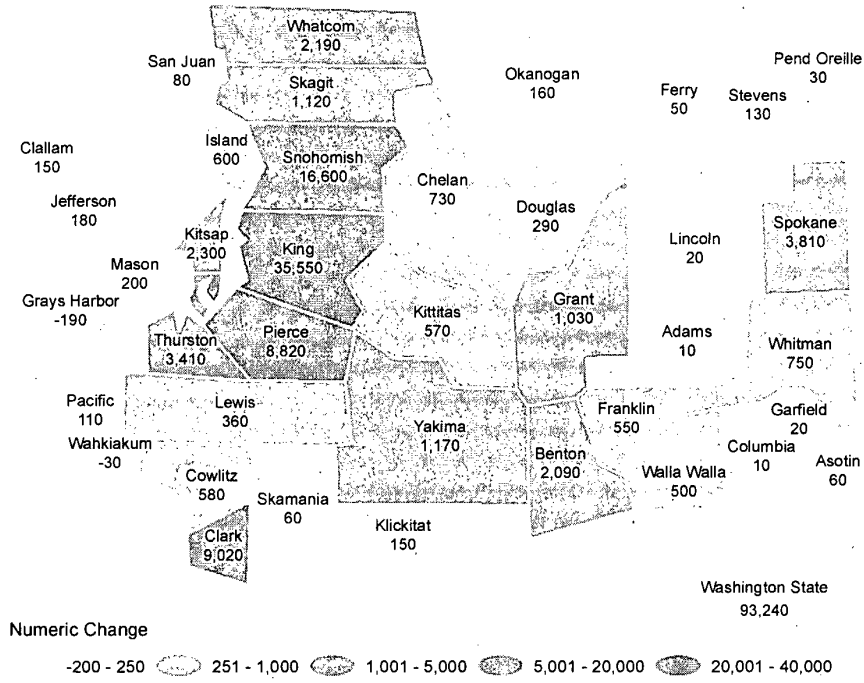 Whatcom
2,190
San Juan
80
Skagit
1,120
Okanogan
160
Ferry
50
Stevens
130
Pend Oreille
30
Clallam
150
Island
600
Snohomish
16,600
Chelan
730
Jefferson
180
Kitsap
2,300
King
35,550
Douglas
290
Lincoln
20
Spokane
3,810
Mason
200
Grays Harbor
-190
Thurston
3,410
Pierce
8,820
Kittitas
570
Grant
1,030
Adams
10
Whitman
750
Pacific
110
Lewis
360
Yakima
1,170
Franklin
550
Garfield
20
Wahkiakum
-30
Cowlitz
580
Benton
2,090
Walla Walla
500
Columbia
10
Asotin
60
Skamania
60
Klickitat
150
Clark
9,020
Washington State
93,240
Numeric Change
-200 - 250
251 - 1,000
1,001 - 5,000
5,001 - 20,000
20,001 - 40,000